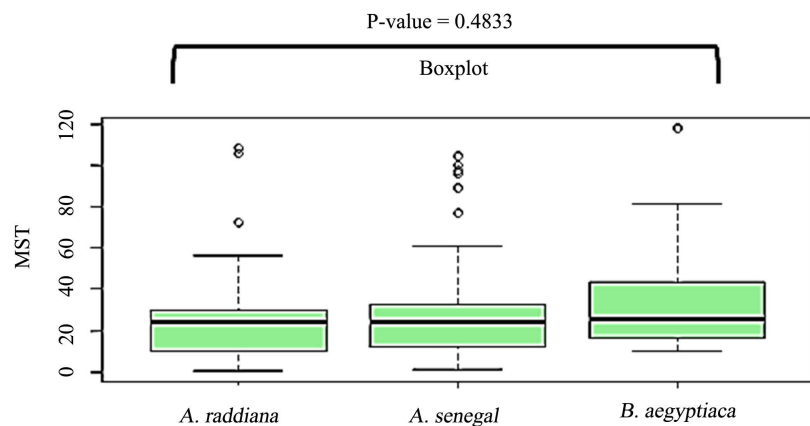 P-value = 0.4833
Boxplot
120
80
60
40
20
0
MST
A. raddiana
A. senegal
B. aegyptiaca